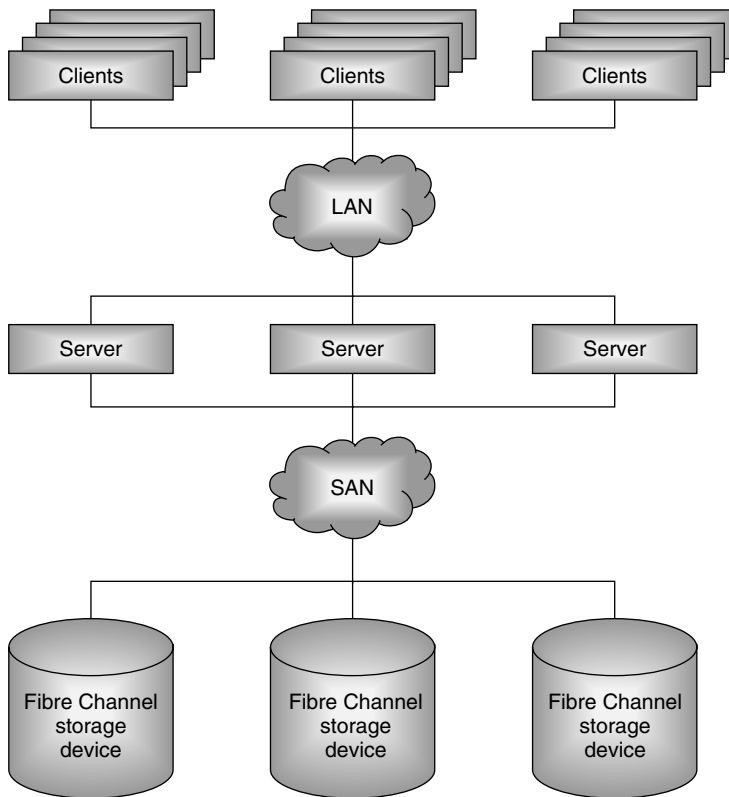 Clients
Clients
Clients
LAN
Server
Server
Server
SAN
Fibre Channel
storage
device
Fibre Channel
storage
device
Fibre Channel
storage
device